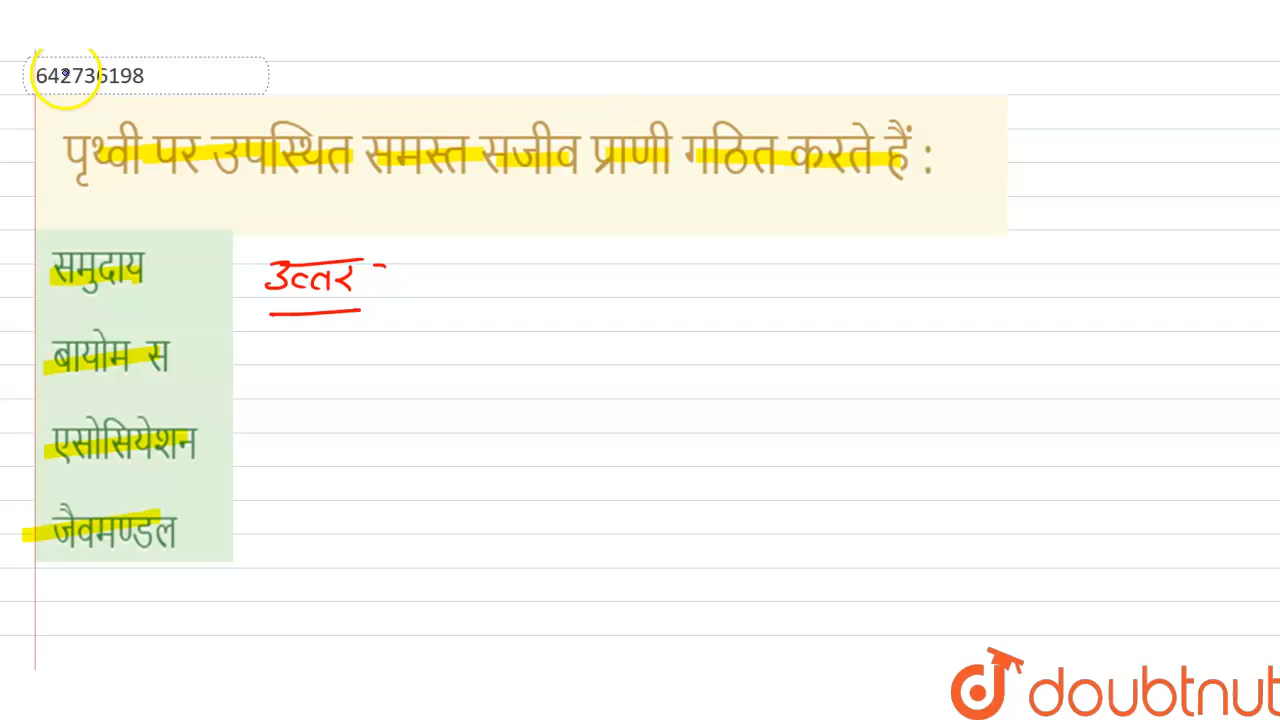 642736198
पृथ्वी पर उपस्थित समस्त सजीव प्राणी गठित करते हैं :
समुदाय
उत्तर -
बायोम स
एसोसियेशन
जैवमण्डल
doubtnut